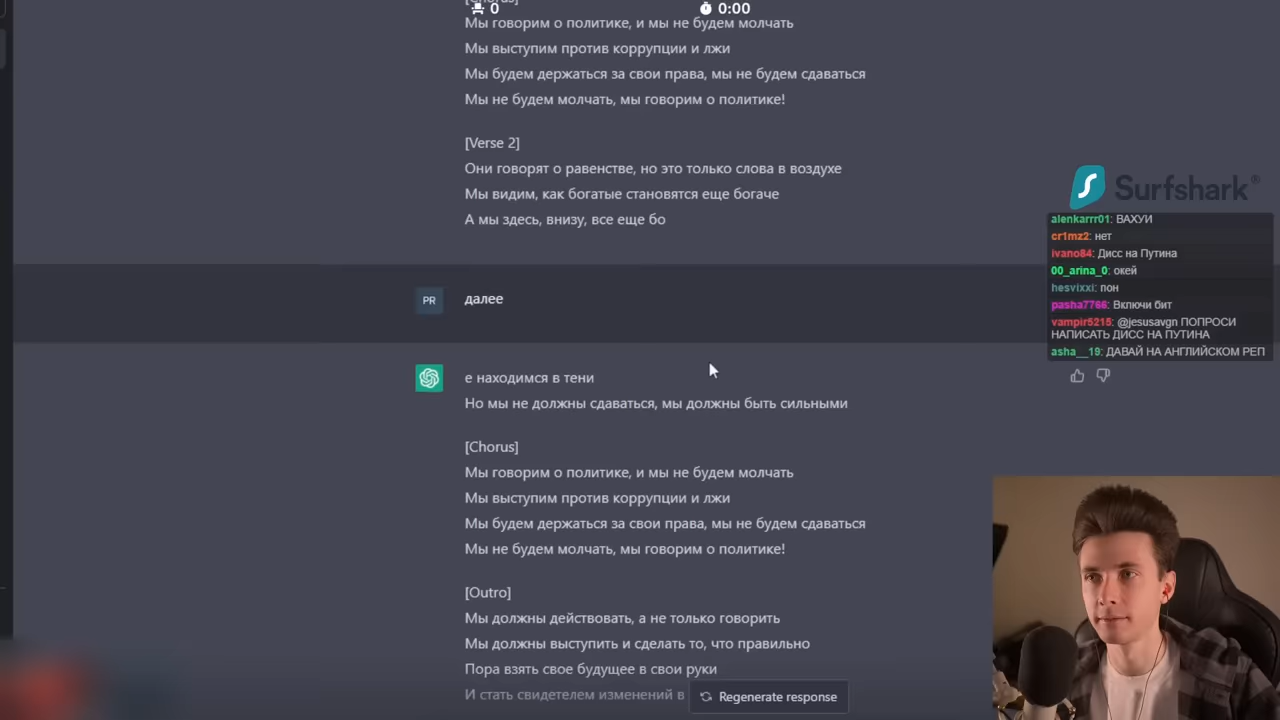 [Chorus]
0
0:00
Мы говорим о политике, и мы не будем молчать
Мы выступим против коррупции и лжи
Мы будем держаться за свои права, мы не будем сдаваться
Мы не будем молчать, мы говорим о политике!
[Verse 2]
Они говорят о равенстве, но это только слова в воздухе
Мы видим, как богатые становятся еще богаче
А мы здесь, внизу, все еще бо
Surfshark®
alenkarrr01: ВАХУИ
cr1mz2: нет
ivano84: Дисс на Путина
00_arina_0: окей
hesvixxi: пон
pasha7766: Включи бит
vampir5215: @jesusavgn ПОПРОСИ
НАПИСАТЬ ДИСС НА ПУТИНА
asha__19: ДАВАЙ НА АНГЛИЙСКОМ РЕП
PR
далее
е находимся в тени
Но мы не должны сдаваться, мы должны быть сильными
[Chorus]
Мы говорим о политике, и мы не будем молчать
Мы выступим против коррупции и лжи
Мы будем держаться за свои права, мы не будем сдаваться
Мы не будем молчать, мы говорим о политике!
[Outro]
Мы должны действовать, а не только говорить
Мы должны выступить и сделать то, что правильно
Пора взять свое будущее в свои руки
И стать свидетелем изменений в
Regenerate response